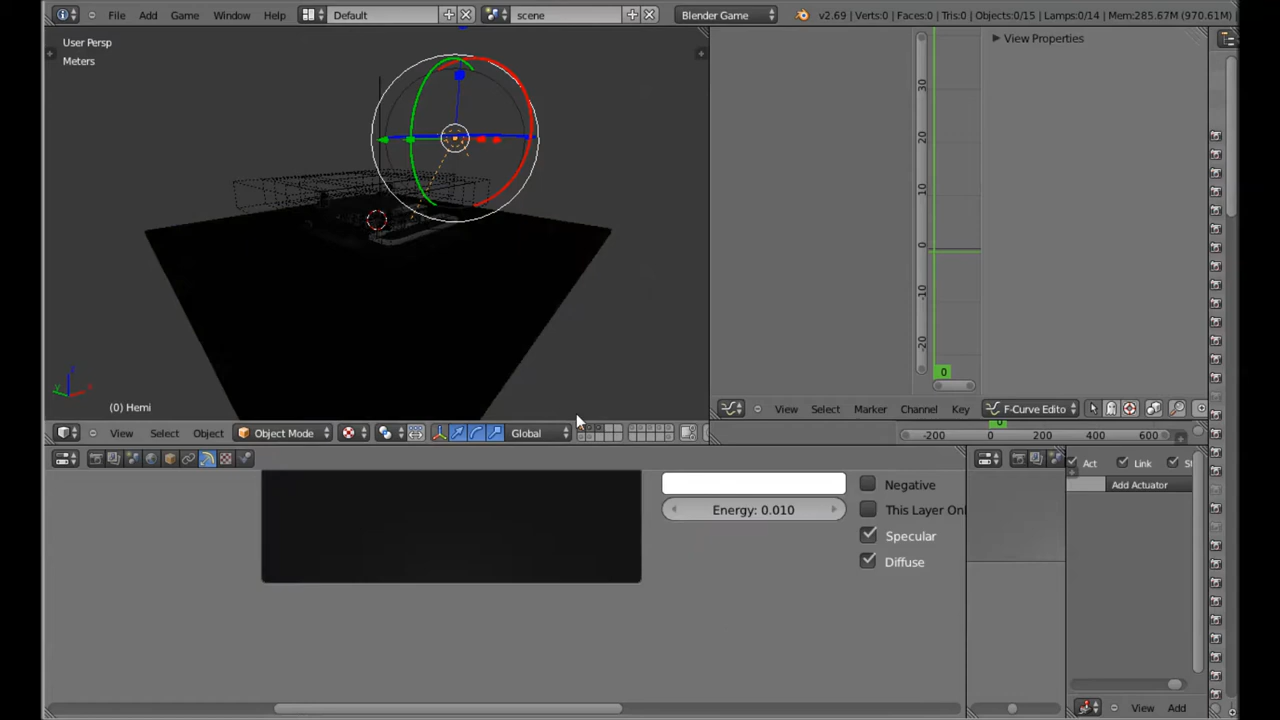 File Add Game Window Help Default scene Blender Game v2.69 | Verts:0 | Faces:0 | Tris:0 | Objects:0/15 | Lamps:0/14 | Mem:285.67M (970.61M)
User Persp
Meters
View Properties
30
20
10
0
-10
-20
0
(0) Hemi
View Select Object Object Mode Global
View Select Marker Channel Key F-Curve Edito
-200 0 200 400 600
0
Act Link St
Add Actuator
Negative
Energy: 0.010
This Layer Onl
Specular
Diffuse
View Add